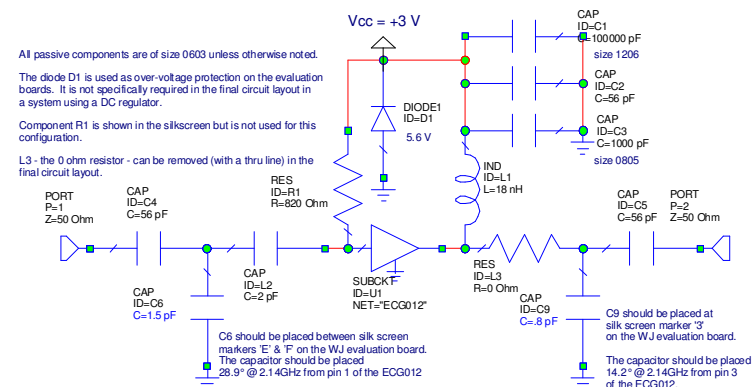 Vcc = +3 V
CAP
ID=C1
C=100000 pF
size 1206
All passive components are of size 0603 unless otherwise noted.
The diode D1 is used as over-voltage protection on the evaluation
boards. It is not specifically required in the final circuit layout in
a system using a DC regulator.
Component R1 is shown in the silkscreen but is not used for this
configuration.
L3 - the 0 ohm resistor - can be removed (with a thru line) in the
final circuit layout.
CAP
ID=C2
C=56 pF
DIODE1
ID=D1
5.6 V
CAP
ID=C3
C=1000 pF
size 0805
IND
ID=L1
L=18 nH
RES
ID=R1
R=820 Ohm
PORT
P=1
Z=50 Ohm
CAP
ID=C4
C=56 pF
CAP
ID=C5
C=56 pF
PORT
P=2
Z=50 Ohm
CAP
ID=L2
C=2 pF
SUBCKT
ID=U1
NET="ECG012"
RES
ID=L3
R=0 Ohm
CAP
ID=C6
C=1.5 pF
CAP
ID=C9
C=.8 pF
C6 should be placed between silk screen
markers 'E' & 'F' on the WJ evaluation board.
The capacitor should be placed
28.9° @ 2.14GHz from pin 1 of the ECG012
C9 should be placed at
silk screen marker '3'
on the WJ evaluation board.
The capacitor should be placed
14.2° @ 2.14GHz from pin 3
of the ECG012